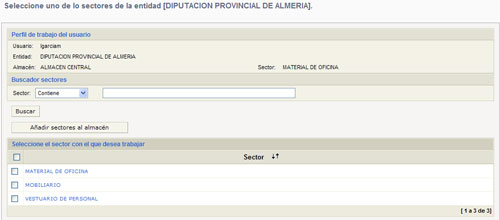 Seleccione uno de lo sectores de la entidad [DIPUTACION PROVINCIAL DE ALMERIA].
Perfil de trabajo del usuario
Usuario: lgarciam
Entidad: DIPUTACION PROVINCIAL DE ALMERIA
Almacén: ALMACEN CENTRAL Sector: MATERIAL DE OFICINA
Buscador sectores
Sector: Contiene
Buscar
Añadir sectores al almacén
Seleccione el sector con el que desea trabajar
Sector ↓↑
MATERIAL DE OFICINA
MOBILIARIO
VESTUARIO DE PERSONAL
[ 1 a 3 de 3]